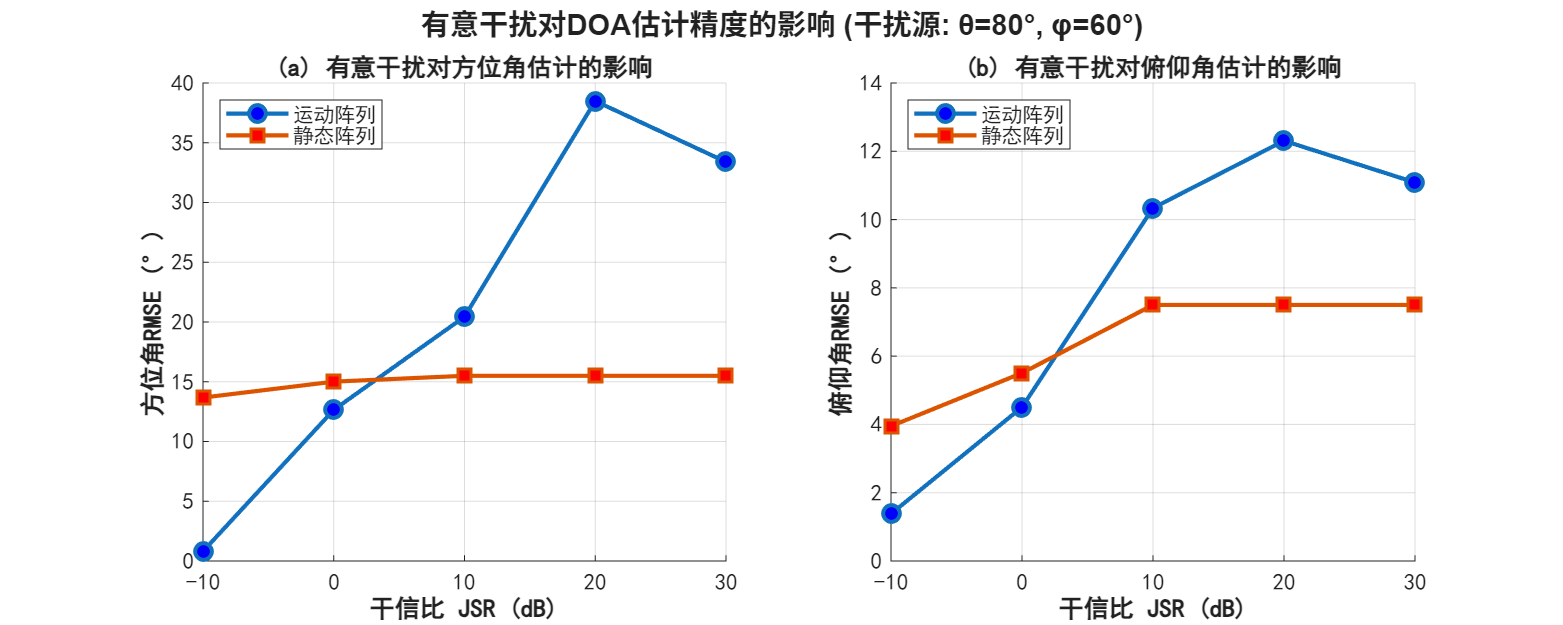 有意干扰对DOA估计精度的影响 (干扰源: θ=80°, φ=60°)
(a) 有意干扰对方位角估计的影响
运动阵列
静态阵列
40
35
30
25
20
15
10
5
0
方位角RMSE (°)
-10
0
10
20
30
干信比 JSR (dB)
(b) 有意干扰对俯仰角估计的影响
运动阵列
静态阵列
14
12
10
8
6
4
2
0
俯仰角RMSE (°)
-10
0
10
20
30
干信比 JSR (dB)